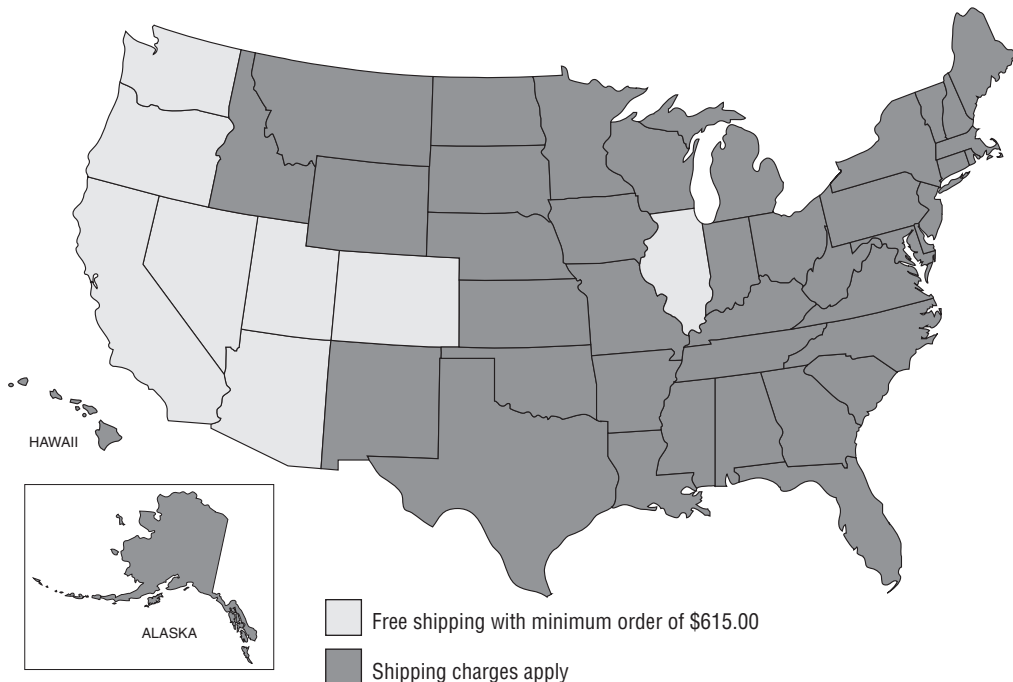 HAWAII
ALASKA
Free shipping with minimum order of $615.00
Shipping charges apply